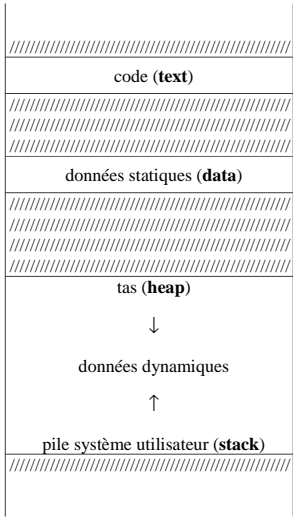 code (text)
données statiques (data)
tas (heap)
↓
données dynamiques
↑
pile système utilisateur (stack)